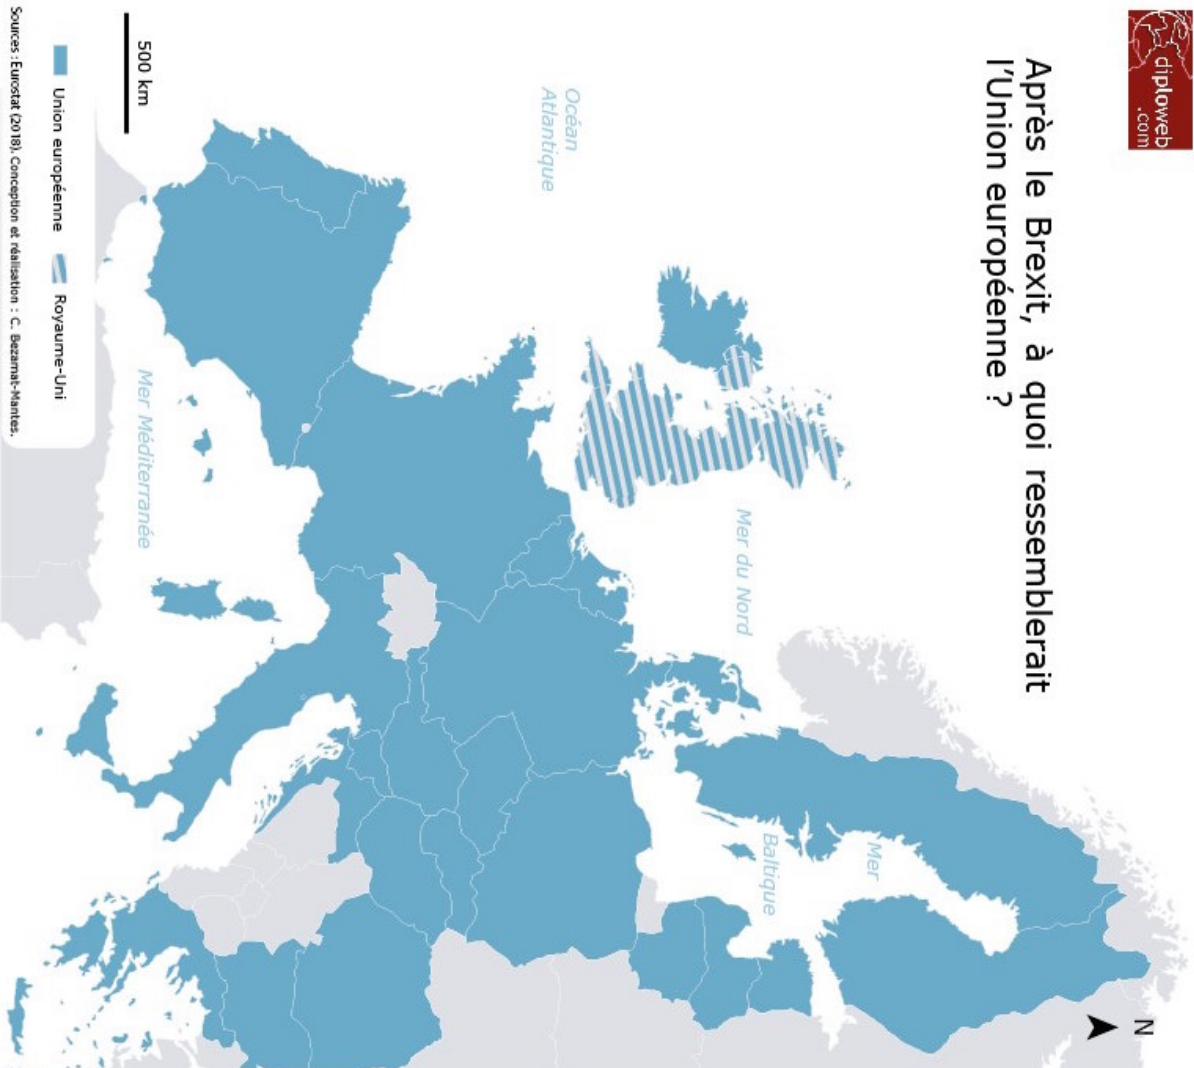 diploweb
.com
Après le Brexit, à quoi ressemblerait
l'Union européenne ?
Océan
Atlantique
Mer du Nord
Mer
Baltique
Mer Méditerranée
N
500 km
Union européenne
Royaume-Uni
Sources : Eurostat (2018), Conception et réalisation : C. Bezamat-Mantes.